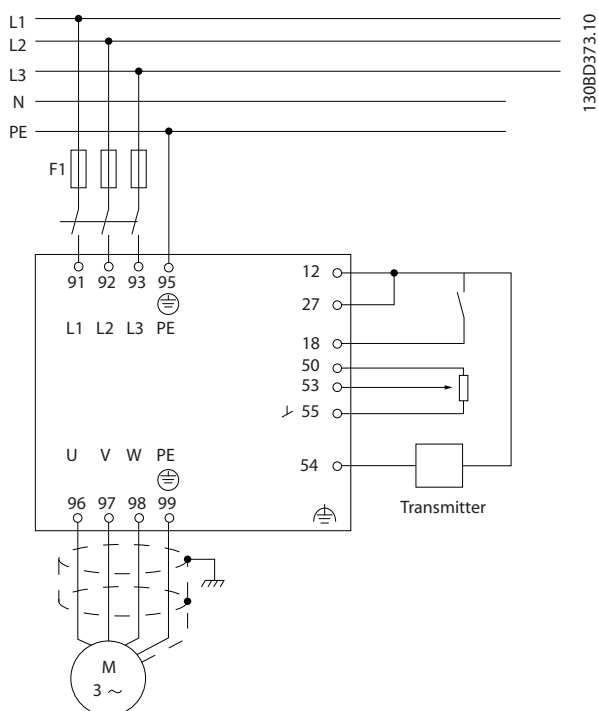 L1
L2
L3
N
PE
130BD373.10
F1
91 92 93 95
L1 L2 L3 PE
12
27
18
50
53
55
54
Transmitter
U V W PE
96 97 98 99
M
3 ~